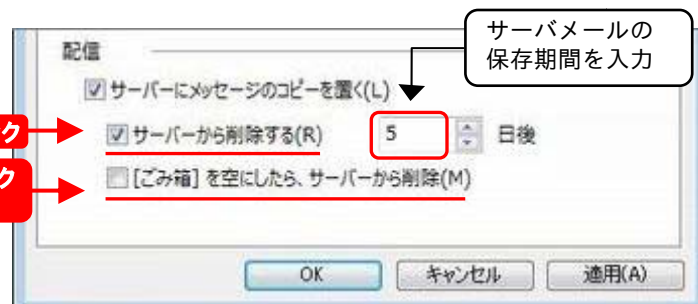 サーバメールの
保存期間を入力
配信
サーバーにメッセージのコピーを置く(L)
ク
サーバーから削除する(R) 5 日後
ク
[ごみ箱] を空にしたら、サーバーから削除(M)
OK キャンセル 適用(A)